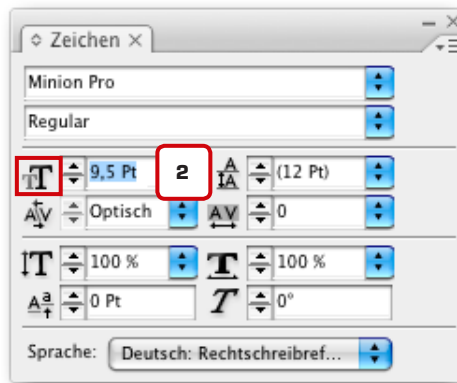 Zeichen
Minion Pro
Regular
9,5 Pt 2 (12 Pt)
Optisch 0
100 % 100 %
0 Pt 0°
Sprache: Deutsch: Rechtschreibref...